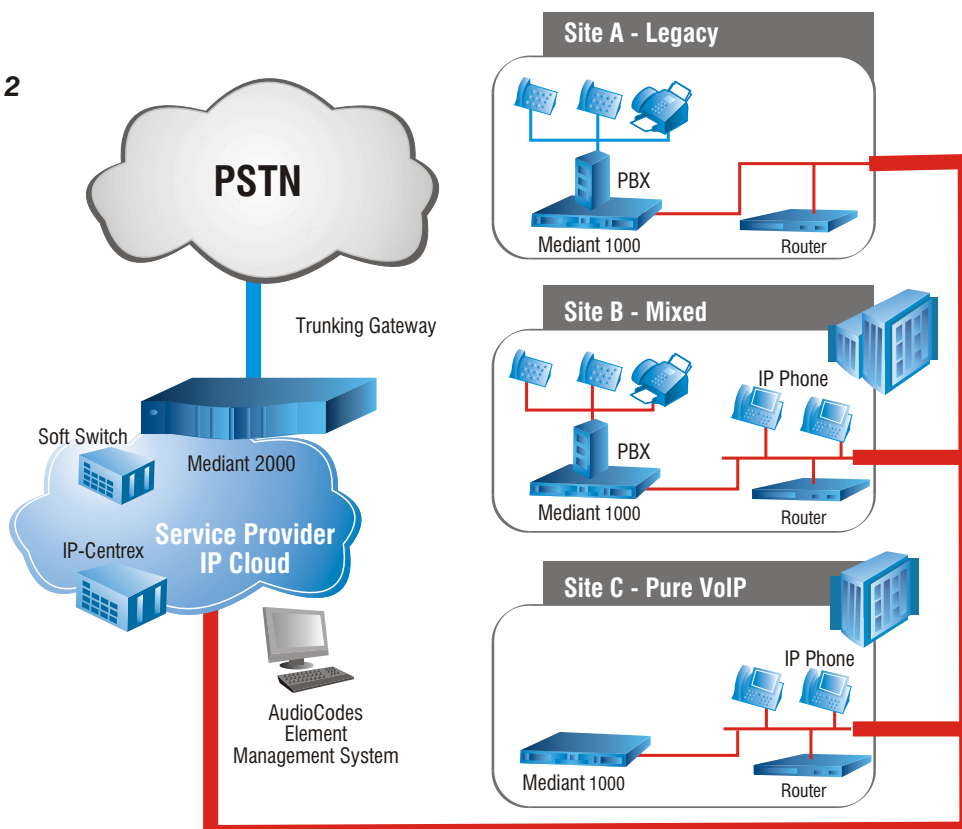 2
PSTN
Trunking Gateway
Soft Switch
Mediant 2000
IP-Centrex
Service Provider
IP Cloud
AudioCodes
Element
Management System
Site A - Legacy
PBX
Mediant 1000
Router
Site B - Mixed
IP Phone
PBX
Mediant 1000
Router
Site C - Pure VoIP
IP Phone
Mediant 1000
Router